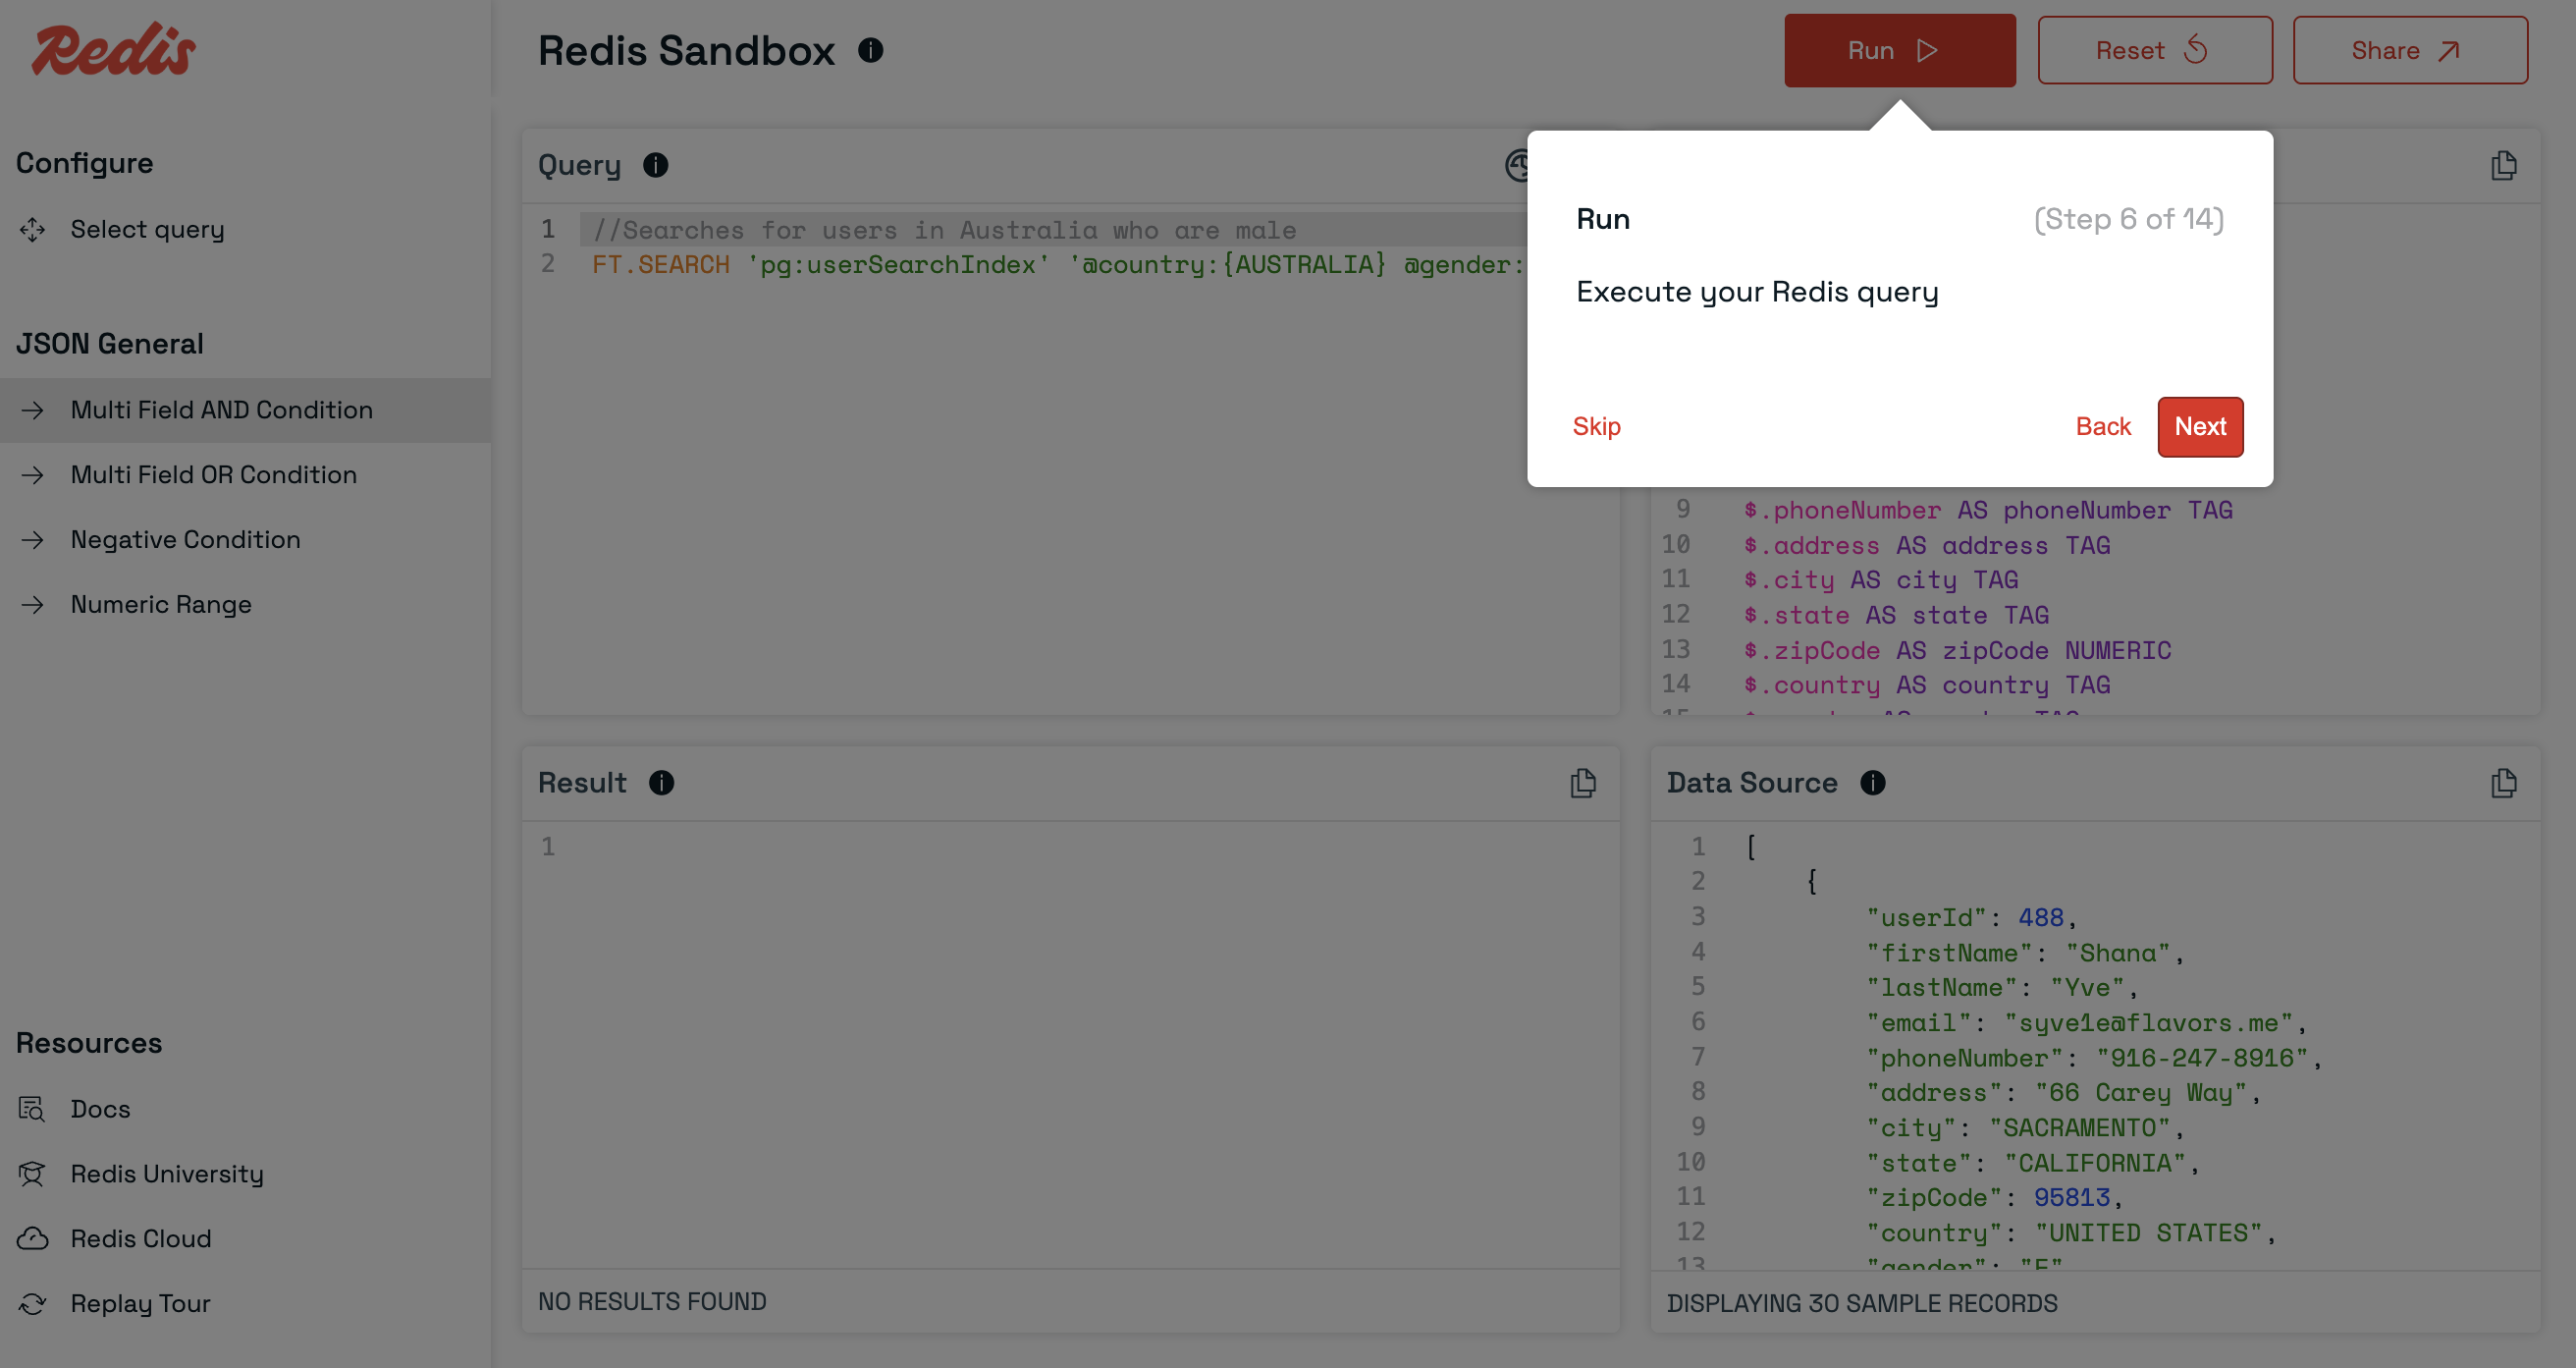 Redis
Configure
Select query
JSON General
Multi Field AND Condition
Multi Field OR Condition
Negative Condition
Numeric Range
Resources
Docs
Redis University
Redis Cloud
Replay Tour
Redis Sandbox
Run
Reset
Share
Query
1 //Searches for users in Australia who are male
2 FT.SEARCH 'pg:userSearchIndex' '@country:{AUSTRALIA} @gender:
Run
(Step 6 of 14)
Execute your Redis query
Skip
Back
Next
9 $.phoneNumber AS phoneNumber TAG
10 $.address AS address TAG
11 $.city AS city TAG
12 $.state AS state TAG
13 $.zipCode AS zipCode NUMERIC
14 $.country AS country TAG
Result
1
NO RESULTS FOUND
Data Source
1 [
2 {
3 "userId": 488,
4 "firstName": "Shana",
5 "lastName": "Yve",
6 "email": "syve1e@flavors.me",
7 "phoneNumber": "916-247-8916",
8 "address": "66 Carey Way",
9 "city": "SACRAMENTO",
10 "state": "CALIFORNIA",
11 "zipCode": 95813,
12 "country": "UNITED STATES",
13 "gender": "F"
DISPLAYING 30 SAMPLE RECORDS